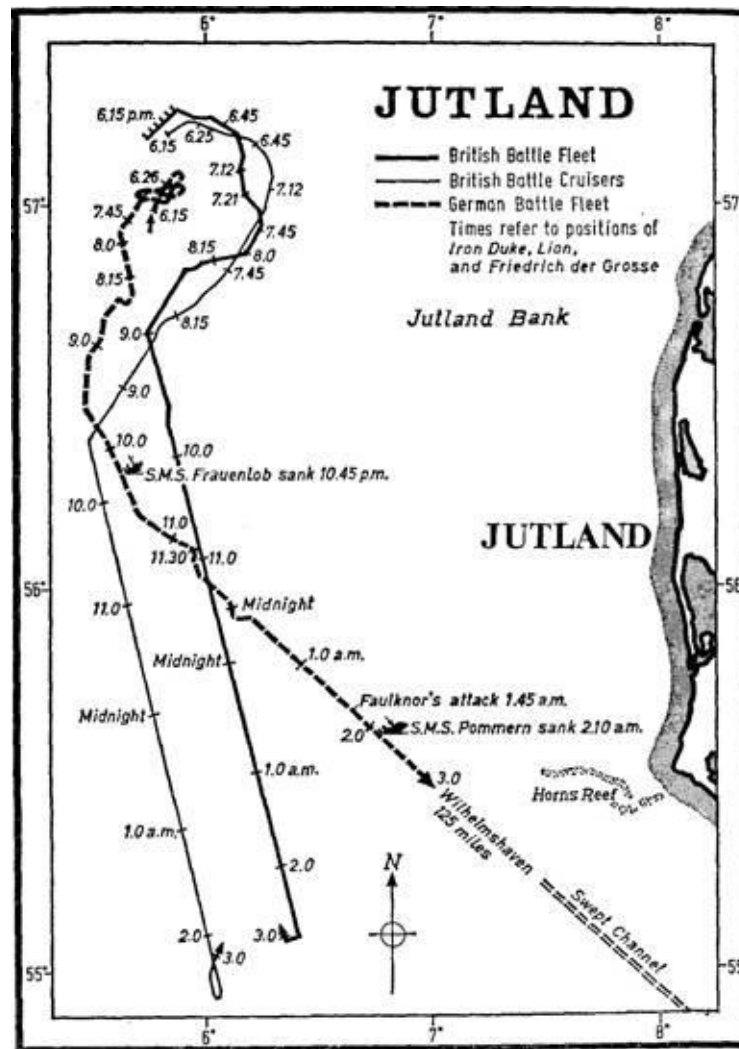 6°
7°
8°
JUTLAND
British Battle Fleet
British Battle Cruisers
German Battle Fleet
Times refer to positions of
Iron Duke, Lion,
and Friedrich der Grosse
6.15 p.m.
6.15
6.25
6.45
6.45
7.12
7.12
7.21
6.26
6.15
57°
57°
7.45
7.45
8.0
8.0
8.15
7.45
8.15
8.15
Jutland Bank
9.0
9.0
9.0
10.0
10.0
S.M.S. Frauenlob sank 10.45 p.m.
10.0
11.0
11.30
11.0
JUTLAND
56°
56°
11.0
Midnight
Midnight
1.0 a.m.
Midnight
Faulknor's attack 1.45 a.m.
2.0
S.M.S. Pommern sank 2.10 a.m.
1.0 a.m.
3.0
Horns Reef
Wilhelmshaven
125 miles
1.0 a.m.
2.0
N
Swept Channel
2.0
3.0
3.0
55°
55°
6°
7°
8°